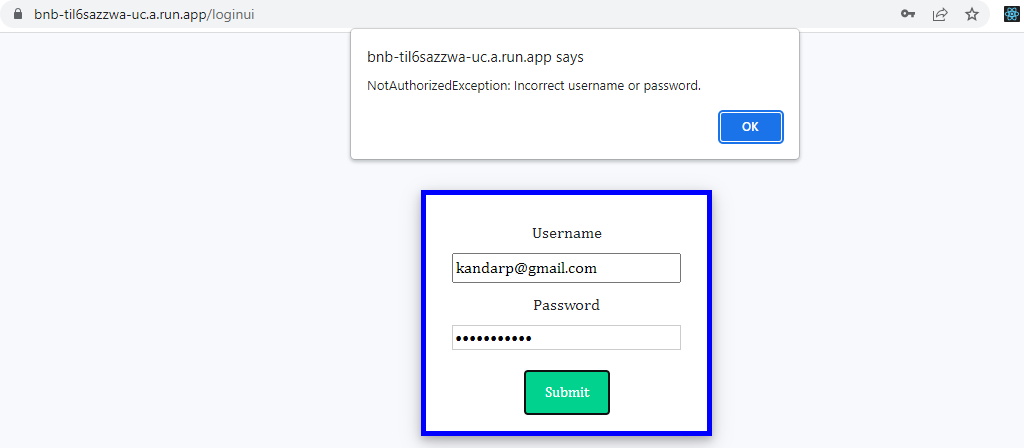 bnb-til6sazzwa-uc.a.run.app/loginui
bnb-til6sazzwa-uc.a.run.app says
NotAuthorizedException: Incorrect username or password.
OK
Username
kandarp@gmail.com
Password
•••••••••••
Submit